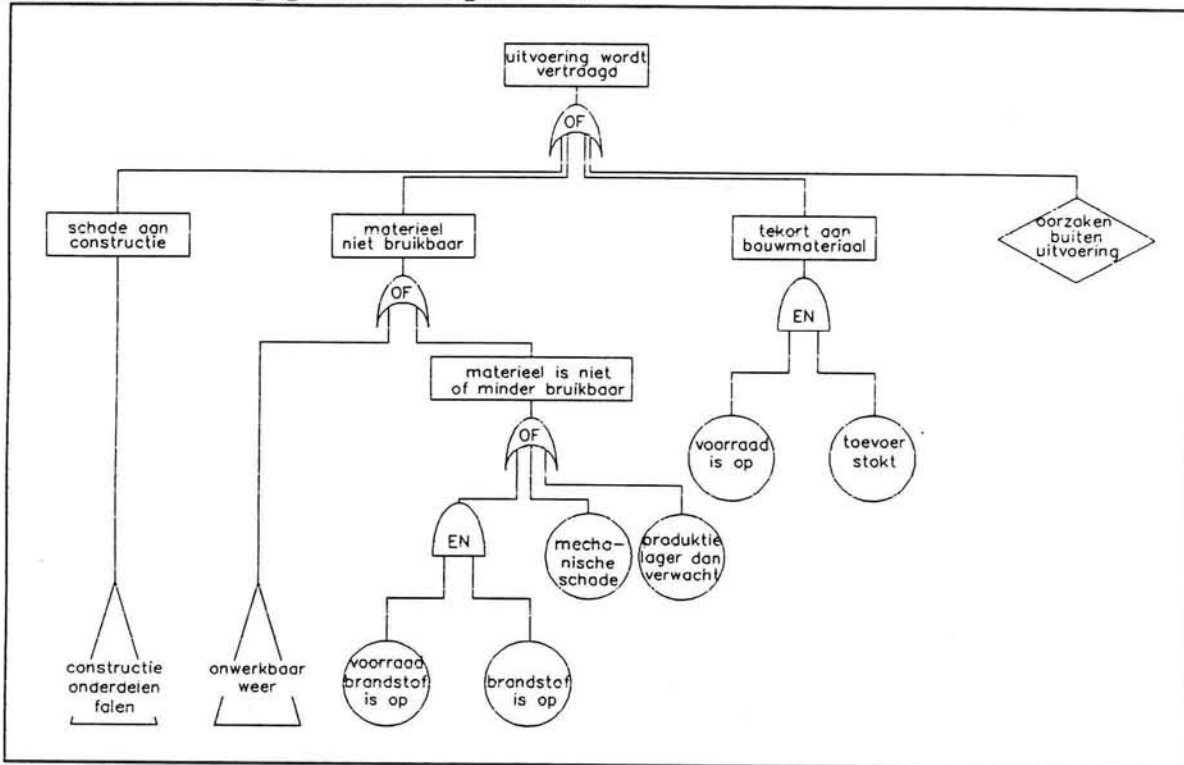 uitvoering wordt
vertraagd
OF
schade aan
constructie
materieel
niet bruikbaar
tekort aan
bouwmateriaal
oorzaken
buiten
uitvoering
OF
EN
materieel is niet
of minder bruikbaar
OF
voorraad
is op
toevoer
stokt
EN
mecha-
nische
schade
produktie
lager dan
verwacht
constructie
onderdelen
falen
onwerkbaar
weer
voorraad
brandstof
is op
brandstof
is op